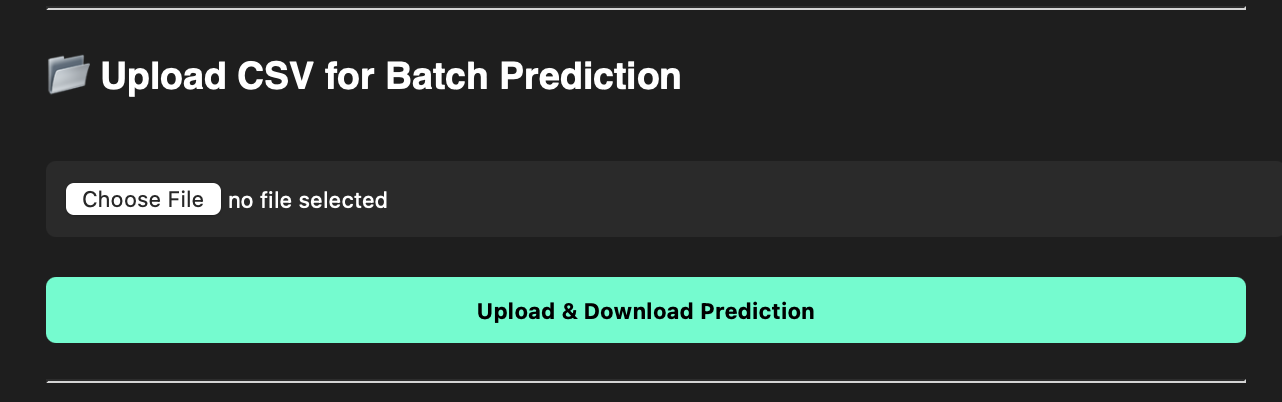 Upload CSV for Batch Prediction
Choose File no file selected
Upload & Download Prediction